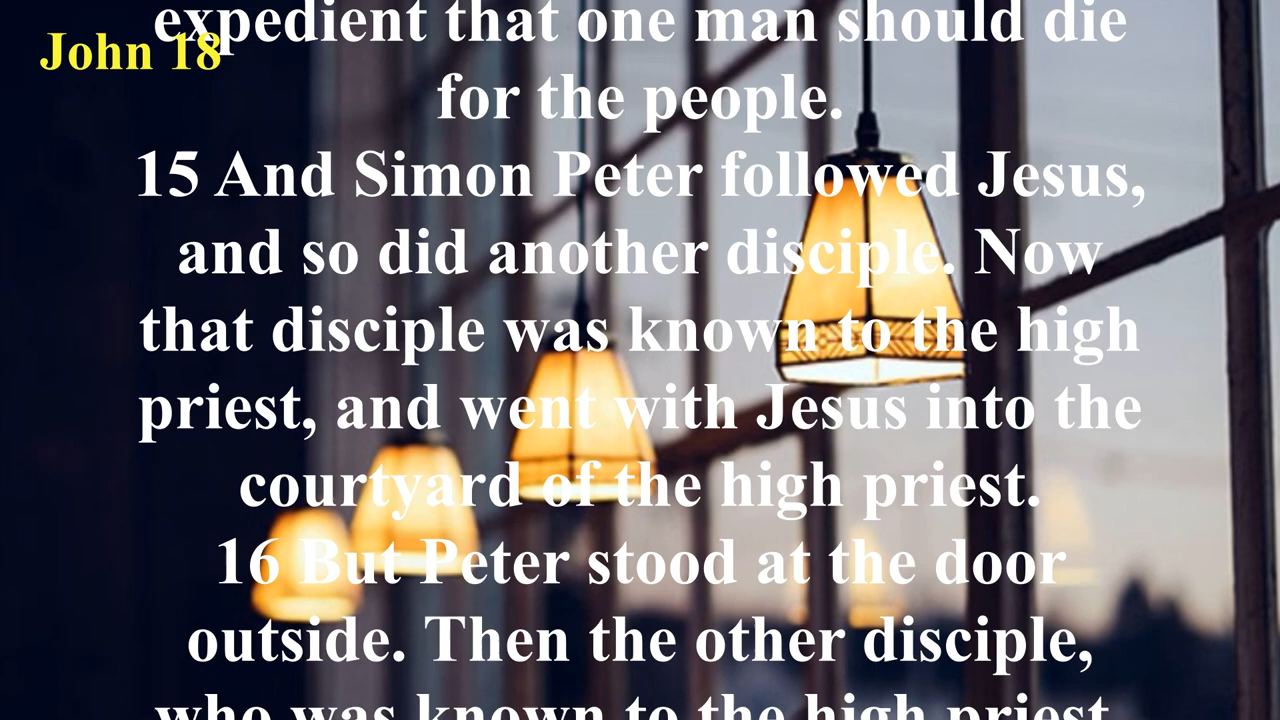 expedient that one man should die
John 18
for the people.
15 And Simon Peter followed Jesus,
and so did another disciple. Now
that disciple was known to the high
priest, and went with Jesus into the
courtyard of the high priest.
16 But Peter stood at the door
outside. Then the other disciple,
who was known to the high priest